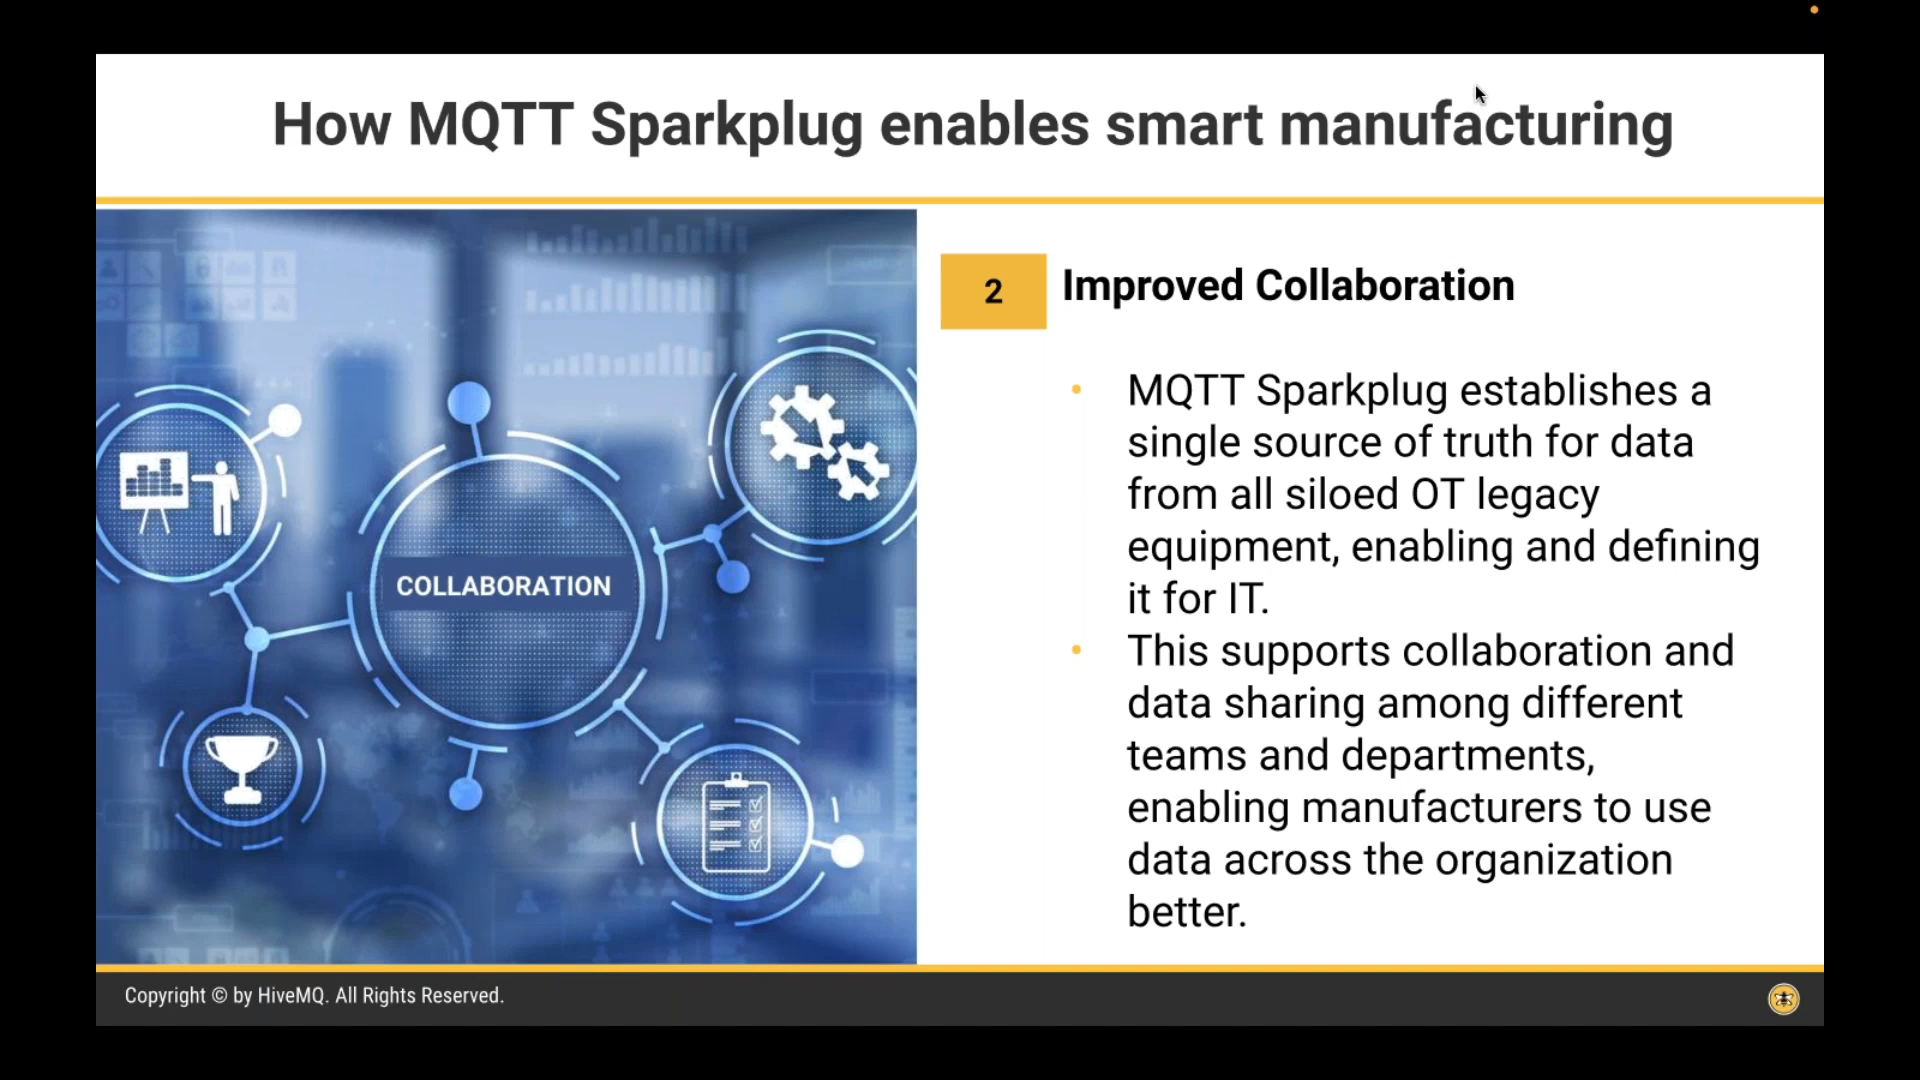 How MQTT Sparkplug enables smart manufacturing
COLLABORATION
2
Improved Collaboration
MQTT Sparkplug establishes a
single source of truth for data
from all siloed OT legacy
equipment, enabling and defining
it for IT.
This supports collaboration and
data sharing among different
teams and departments,
enabling manufacturers to use
data across the organization
better.
Copyright © by HiveMQ. All Rights Reserved.